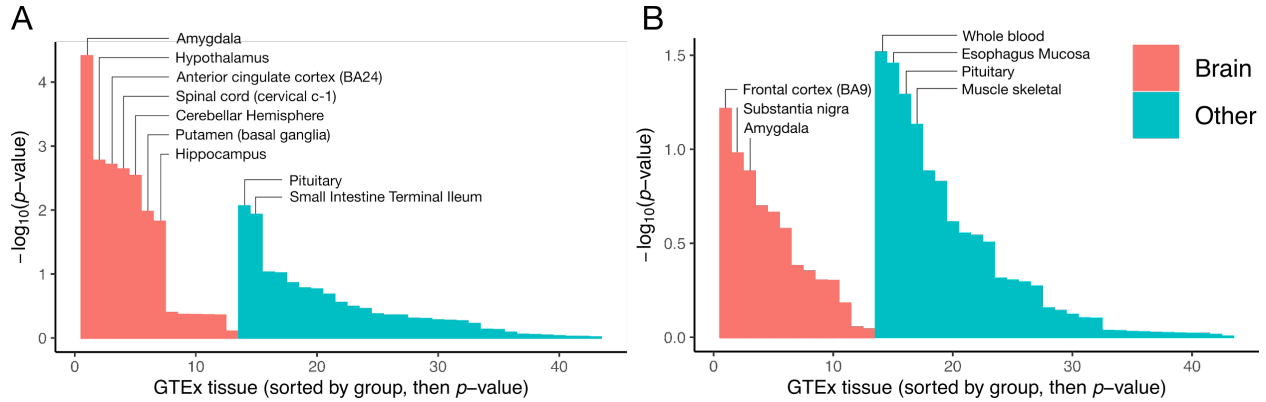 A
Amygdala
Hypothalamus
Anterior cingulate cortex (BA24)
Spinal cord (cervical c-1)
Cerebellar Hemisphere
Putamen (basal ganglia)
Hippocampus
Pituitary
Small Intestine Terminal Ileum
−log10(p−value)
4
3
2
1
0
0 10 20 30 40
GTEx tissue (sorted by group, then p−value)
B
Whole blood
Esophagus Mucosa
Pituitary
Muscle skeletal
Frontal cortex (BA9)
Substantia nigra
Amygdala
−log10(p−value)
1.5
1.0
0.5
0.0
0 10 20 30 40
GTEx tissue (sorted by group, then p−value)
Brain
Other